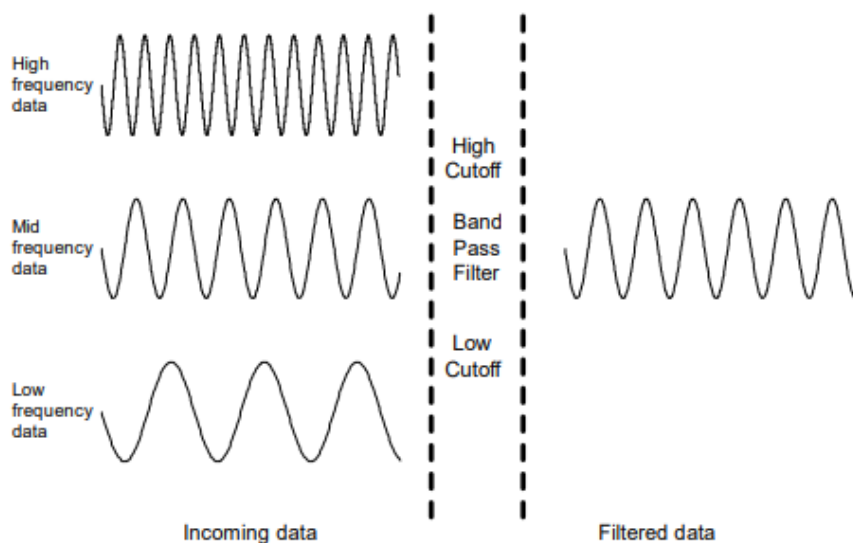 High
frequency
data
High
Cutoff
Mid
frequency
data
Band
Pass
Filter
Low
Cutoff
Low
frequency
data
Incoming data
Filtered data